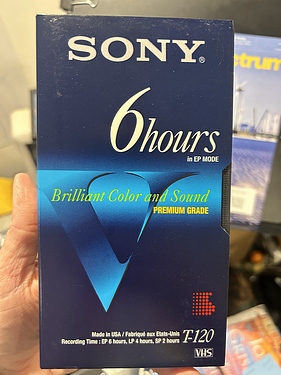 SONY®
6hours
in EP MODE
Brilliant Color and Sound
PREMIUM GRADE
Made in USA / Fabriqué aux Etats-Unis
Recording Time : EP 6 hours, LP 4 hours, SP 2 hours
T-120
VHS
ctrum